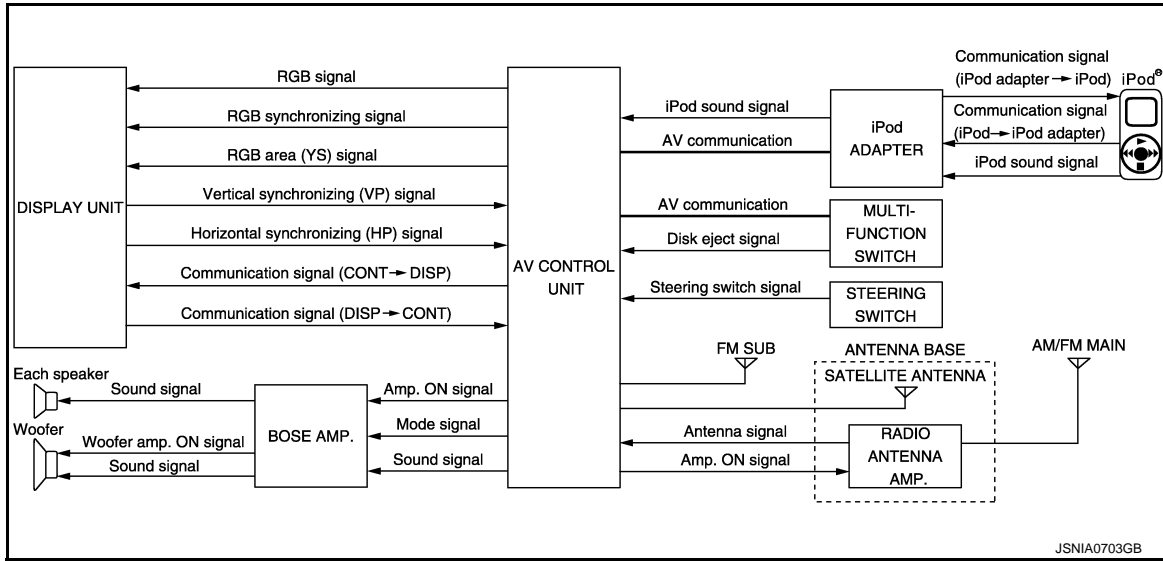 DISPLAY UNIT
RGB signal
RGB synchronizing signal
RGB area (YS) signal
Vertical synchronizing (VP) signal
Horizontal synchronizing (HP) signal
Communication signal (CONT→DISP)
Communication signal (DISP→CONT)
Each speaker
Sound signal
Woofer
Woofer amp. ON signal
Sound signal
BOSE AMP.
Amp. ON signal
Mode signal
Sound signal
AV CONTROL
UNIT
iPod sound signal
AV communication
iPod
ADAPTER
Communication signal
(iPod adapter→iPod)
iPod®
Communication signal
(iPod→iPod adapter)
iPod sound signal
AV communication
Disk eject signal
MULTI-
FUNCTION
SWITCH
Steering switch signal
STEERING
SWITCH
FM SUB
ANTENNA BASE
AM/FM MAIN
SATELLITE ANTENNA
Antenna signal
Amp. ON signal
RADIO
ANTENNA
AMP.
JSNIA0703GB